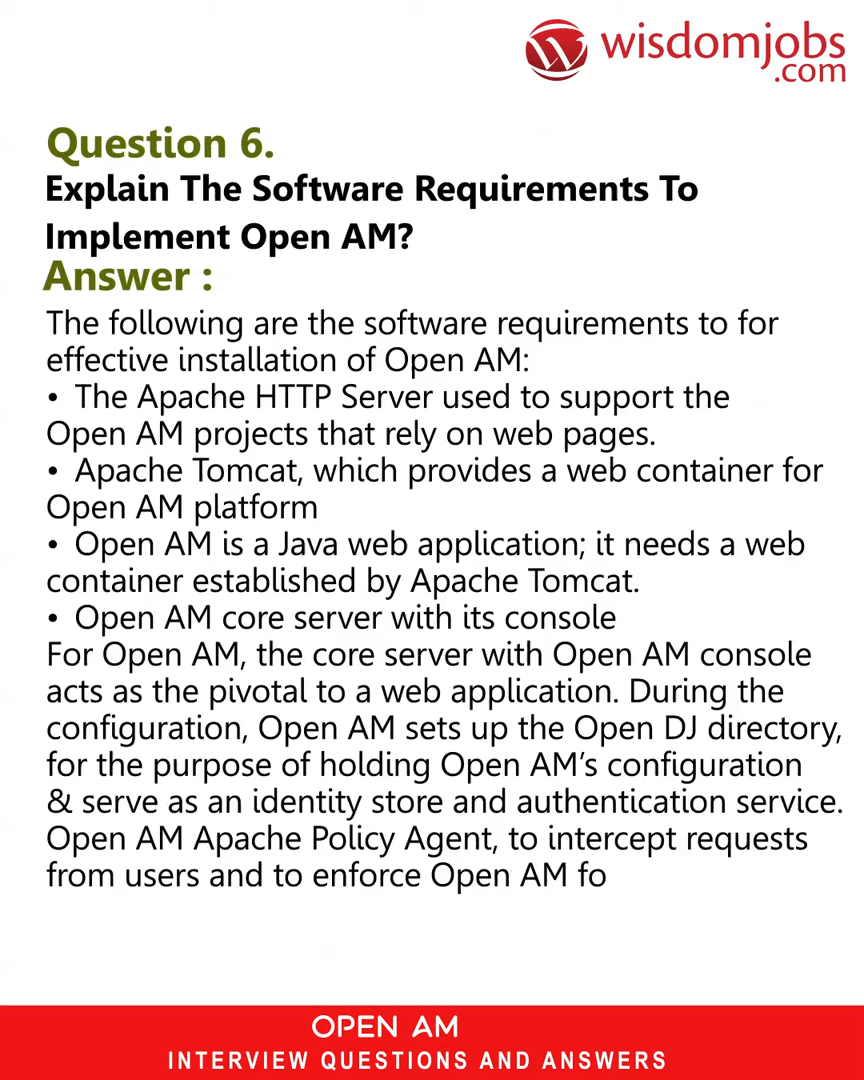 wisdomjobs
.com
Question 6.
Explain The Software Requirements To
Implement Open AM?
Answer :
The following are the software requirements to for
effective installation of Open AM:
• The Apache HTTP Server used to support the
Open AM projects that rely on web pages.
• Apache Tomcat, which provides a web container for
Open AM platform
• Open AM is a Java web application; it needs a web
container established by Apache Tomcat.
• Open AM core server with its console
For Open AM, the core server with Open AM console
acts as the pivotal to a web application. During the
configuration, Open AM sets up the Open DJ directory,
for the purpose of holding Open AM’s configuration
& serve as an identity store and authentication service.
Open AM Apache Policy Agent, to intercept requests
from users and to enforce Open AM fo
OPEN AM
INTERVIEW QUESTIONS AND ANSWERS